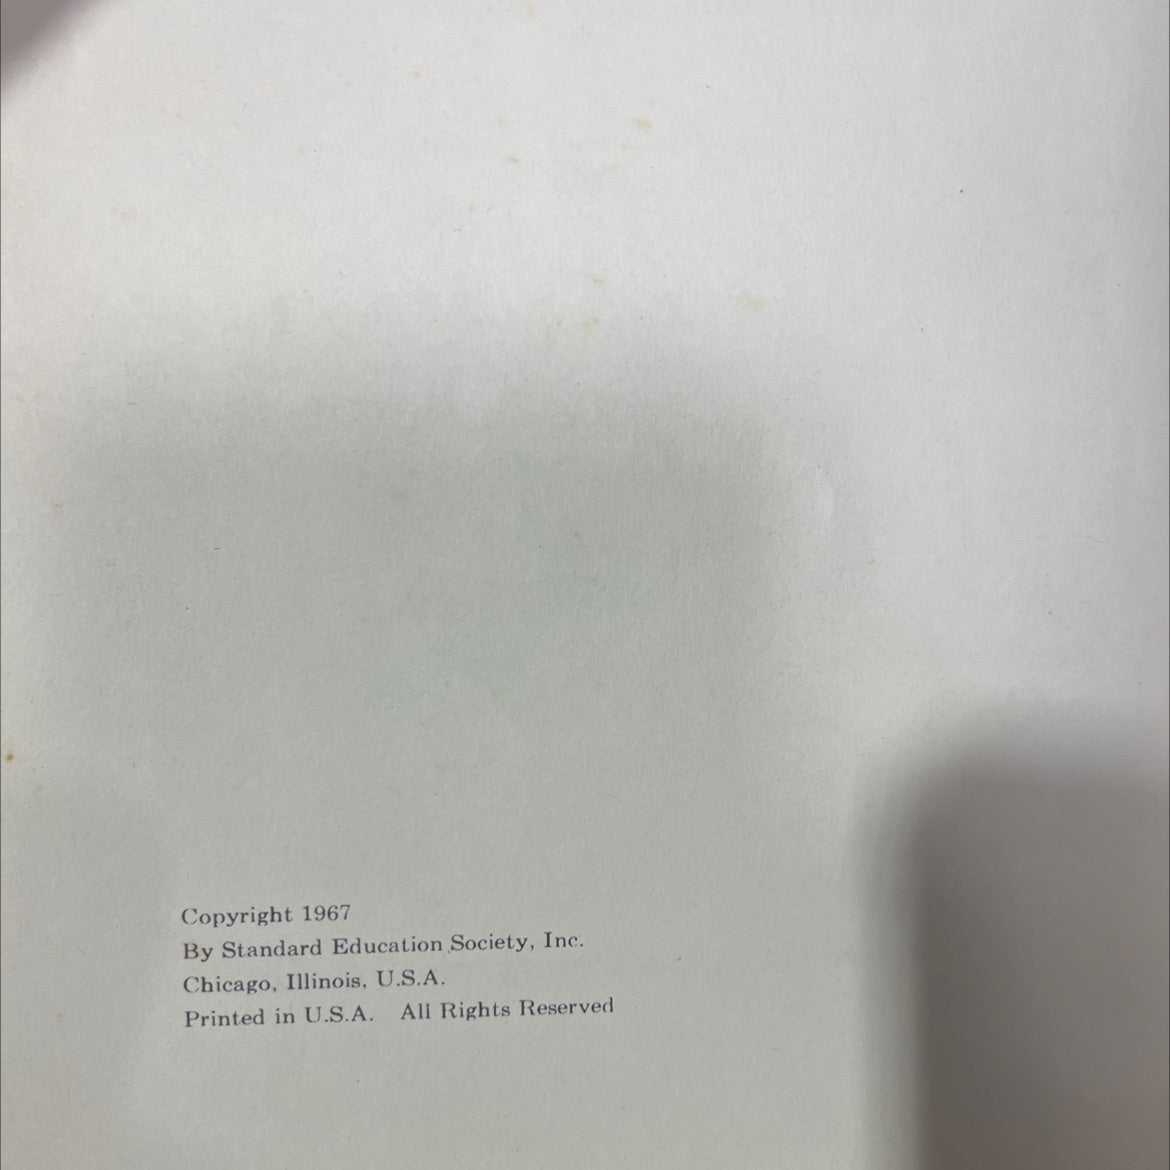 Copyright 1967
By Standard Education Society, Inc.
Chicago, Illinois, U.S.A.
Printed in U.S.A. All Rights Reserved